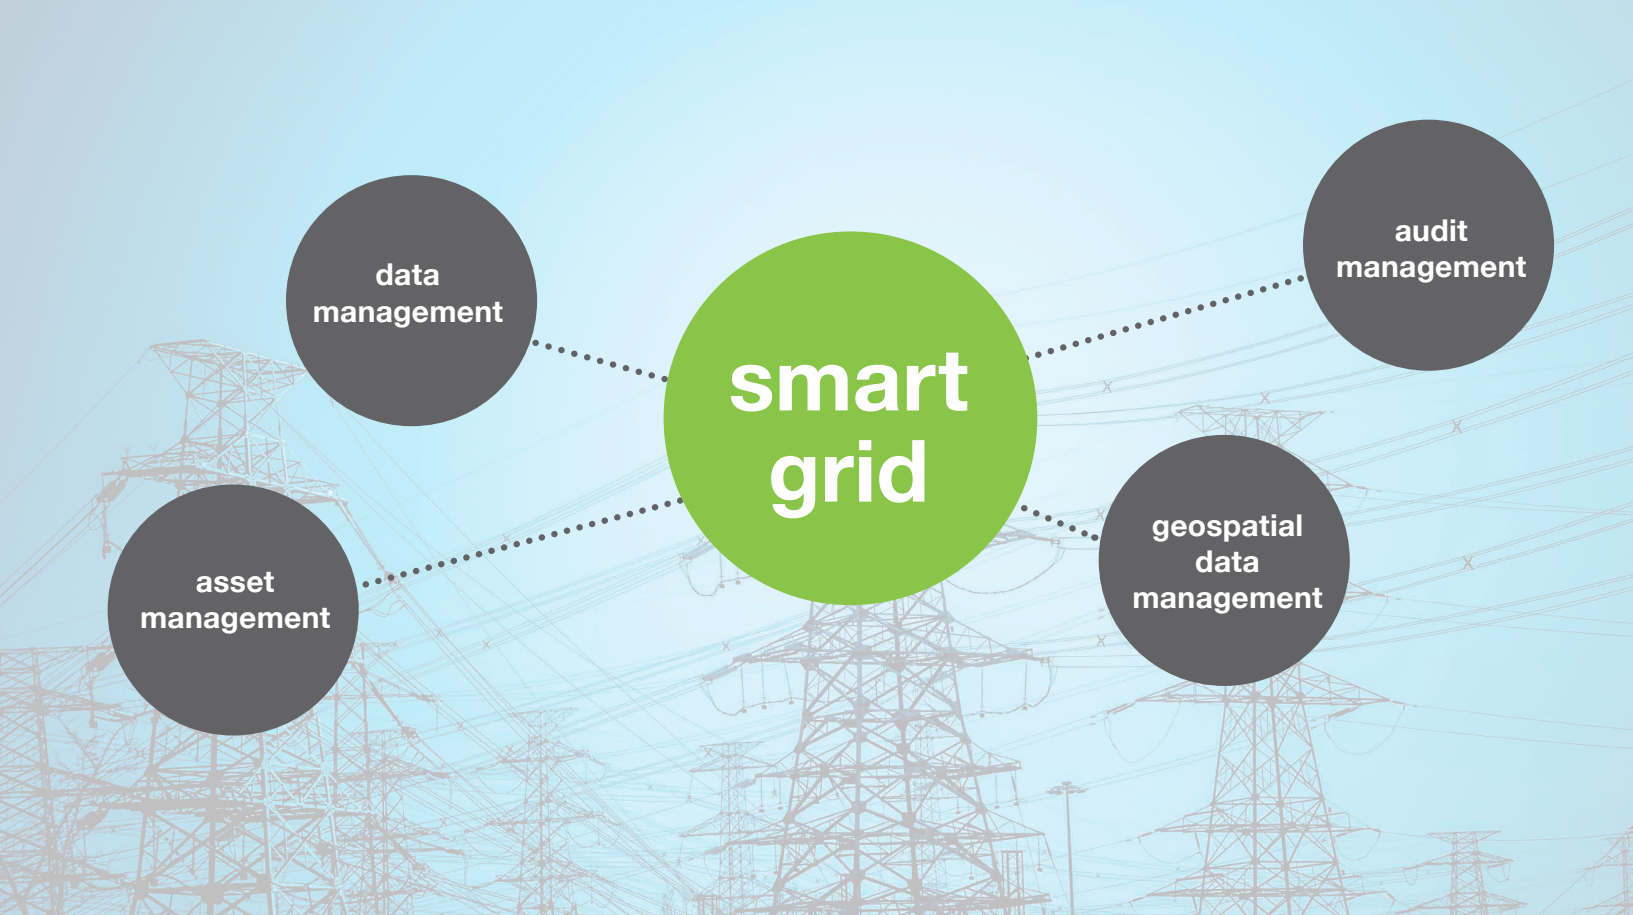 data
management
asset
management
smart
grid
audit
management
geospatial
data
management